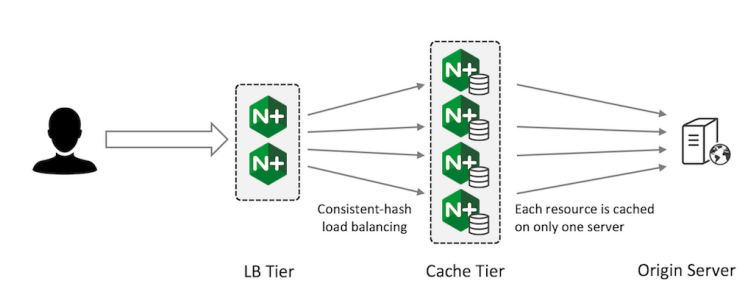 N+
N+
N+
N+
N+
N+
Consistent-hash
load balancing
Each resource is cached
on only one server
LB Tier
Cache Tier
Origin Server